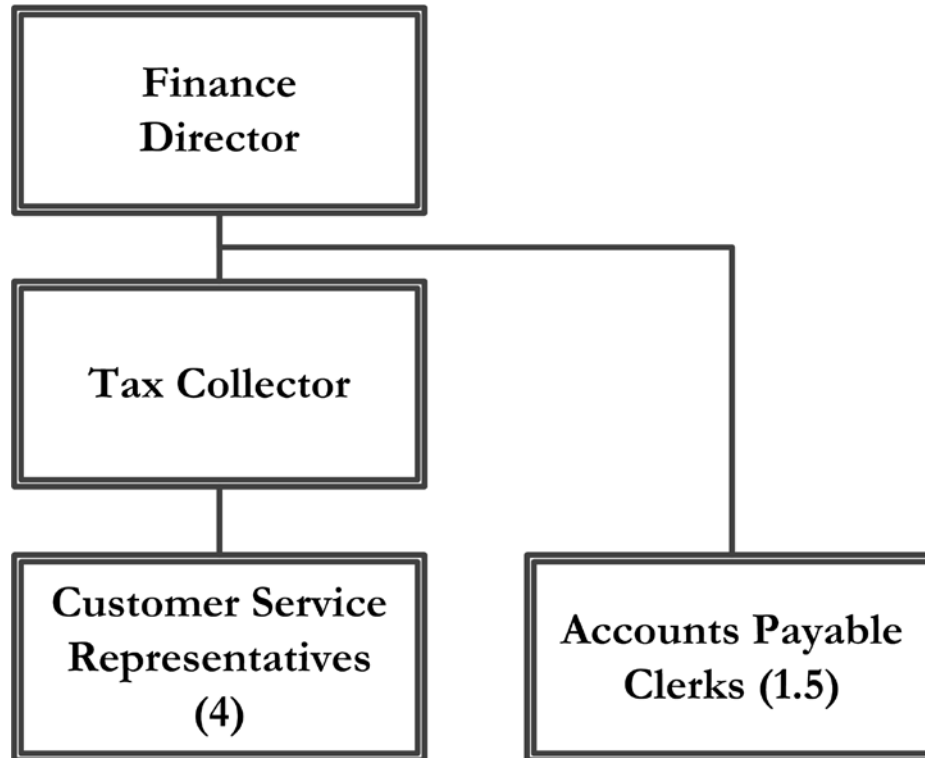 Finance
Director
Tax Collector
Customer Service
Representatives
(4)
Accounts Payable
Clerks (1.5)